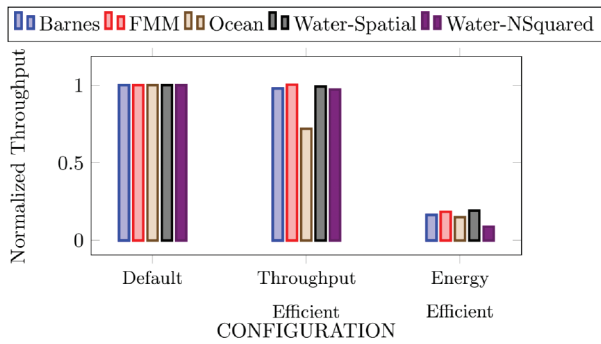 Barnes FMM Ocean Water-Spatial Water-NSquared
Normalized Throughput
1
0.5
0
Default Throughput Energy
Efficient Efficient
CONFIGURATION